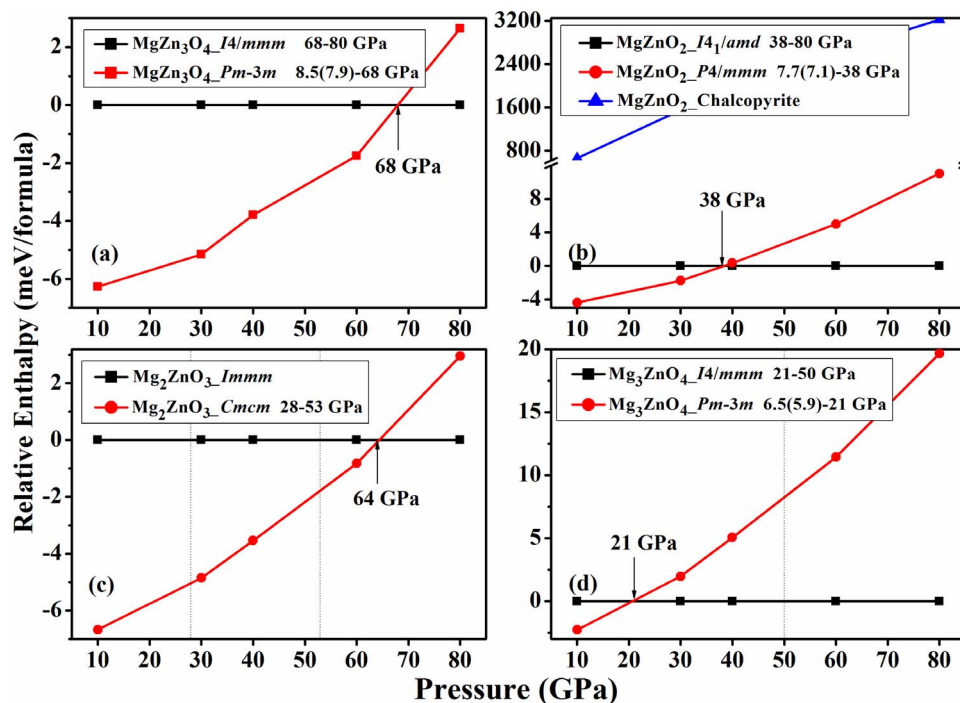 Relative Enthalpy (meV/formula)
2
0
-2
-4
-6
MgZn3O4_I4/mmm 68-80 GPa
MgZn3O4_Pm-3m 8.5(7.9)-68 GPa
68 GPa
(a)
10 20 30 40 50 60 70 80
3200
2400
1600
800
8
4
0
-4
MgZnO2_I41/amd 38-80 GPa
MgZnO2_P4/mmm 7.7(7.1)-38 GPa
MgZnO2_Chalcopyrite
38 GPa
(b)
10 20 30 40 50 60 70 80
2
0
-2
-4
-6
Mg2ZnO3_Immm
Mg2ZnO3_Cmcm 28-53 GPa
64 GPa
(c)
10 20 30 40 50 60 70 80
20
15
10
5
0
Mg3ZnO4_I4/mmm 21-50 GPa
Mg3ZnO4_Pm-3m 6.5(5.9)-21 GPa
21 GPa
(d)
10 20 30 40 50 60 70 80
Pressure (GPa)